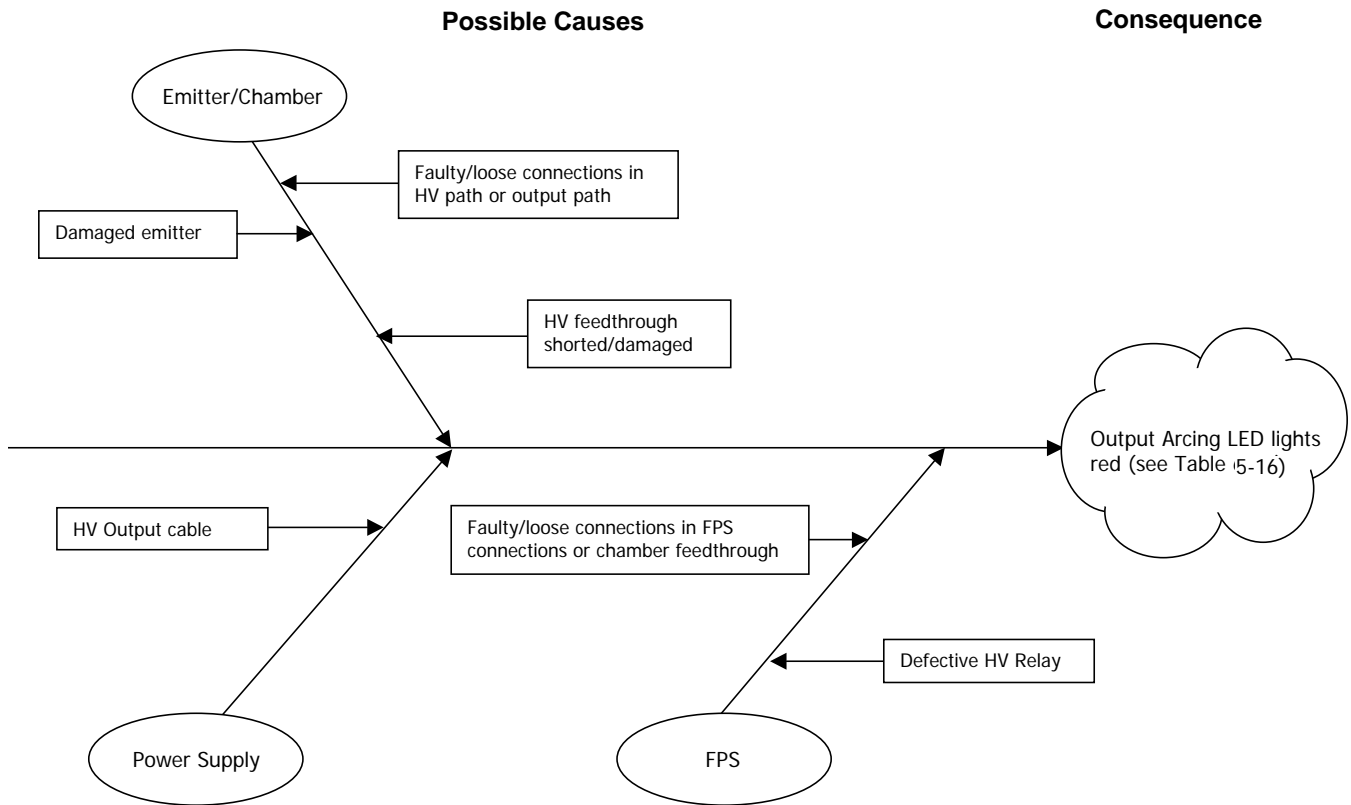 Possible Causes
Consequence
Emitter/Chamber
Faulty/loose connections in
HV path or output path
Damaged emitter
HV feedthrough
shorted/damaged
Output Arcing LED lights
red (see Table 5-16)
HV Output cable
Faulty/loose connections in FPS
connections or chamber feedthrough
Defective HV Relay
Power Supply
FPS